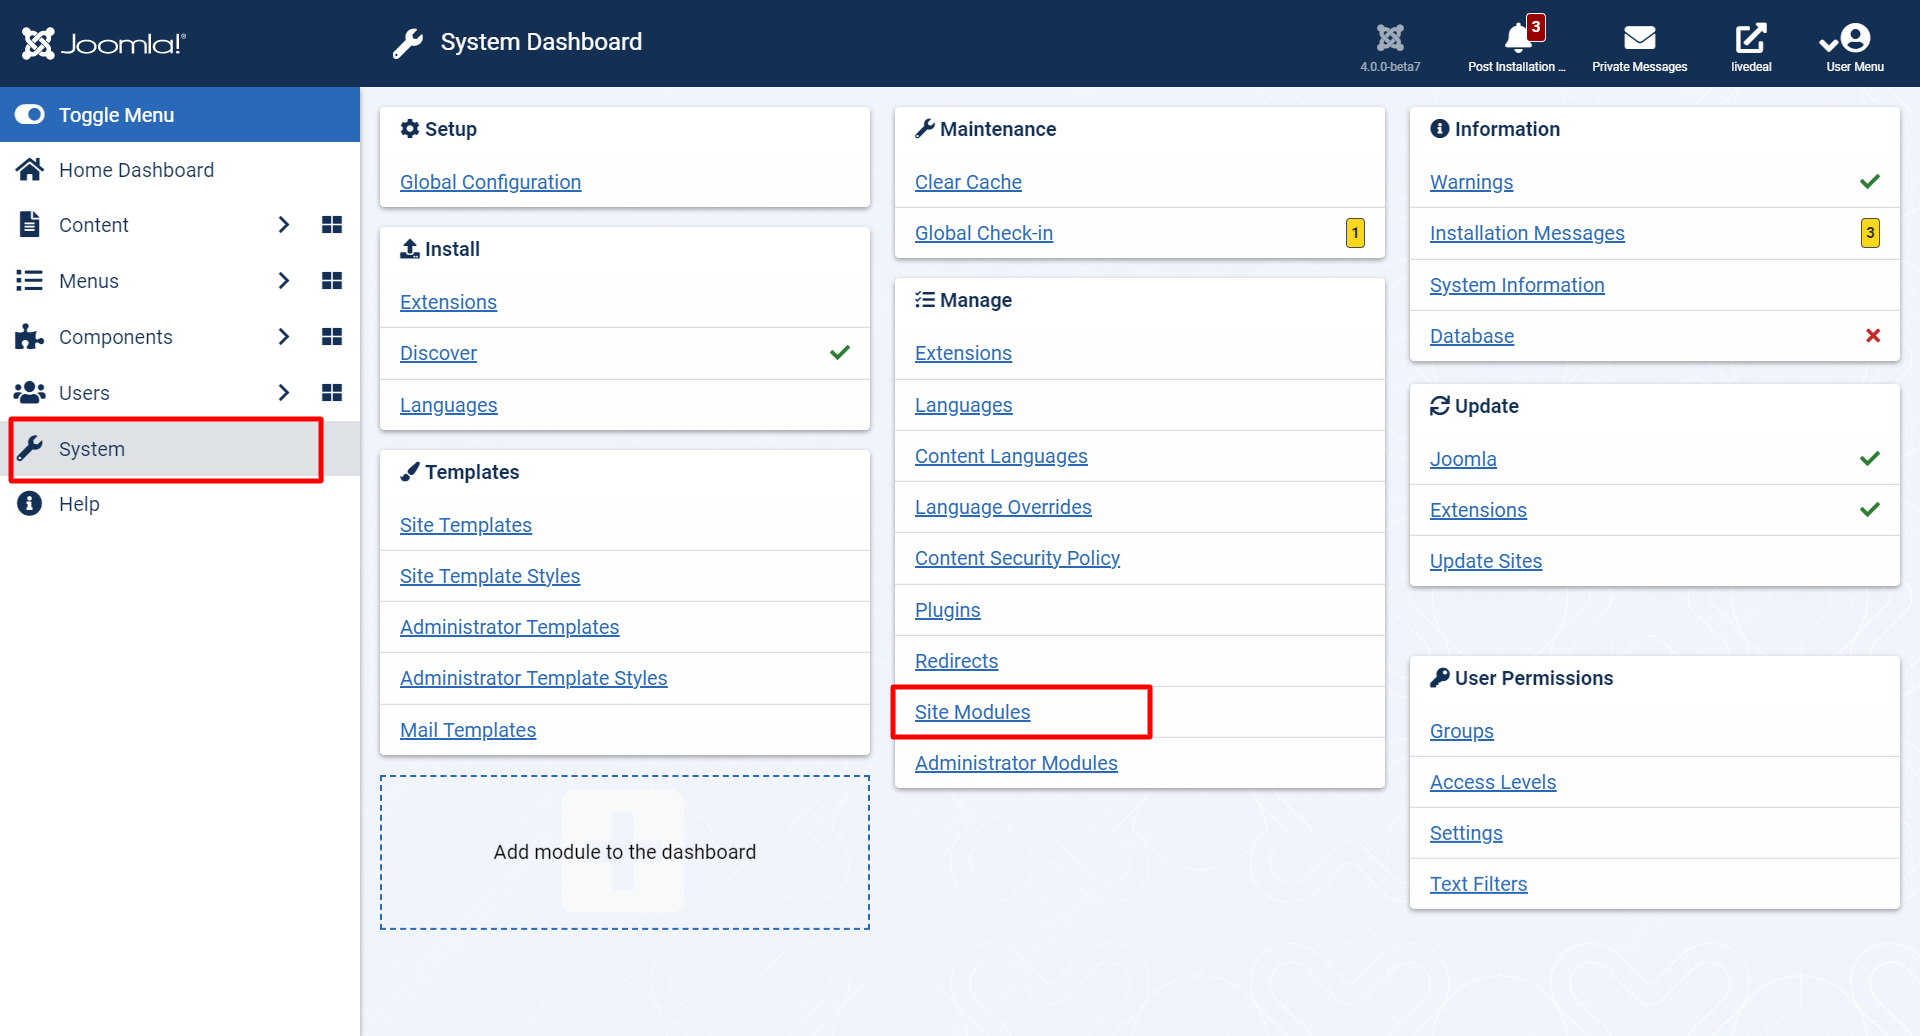 Joomla!®
System Dashboard
4.0.0-beta7
3
Post Installation ...
Private Messages
livedeal
User Menu
Toggle Menu
Home Dashboard
Content
Menus
Components
Users
System
Help
Setup
Global Configuration
Install
Extensions
Discover
Languages
Templates
Site Templates
Site Template Styles
Administrator Templates
Administrator Template Styles
Mail Templates
Add module to the dashboard
Maintenance
Clear Cache
Global Check-in 1
Manage
Extensions
Languages
Content Languages
Language Overrides
Content Security Policy
Plugins
Redirects
Site Modules
Administrator Modules
Information
Warnings
Installation Messages 3
System Information
Database
Update
Joomla
Extensions
Update Sites
User Permissions
Groups
Access Levels
Settings
Text Filters